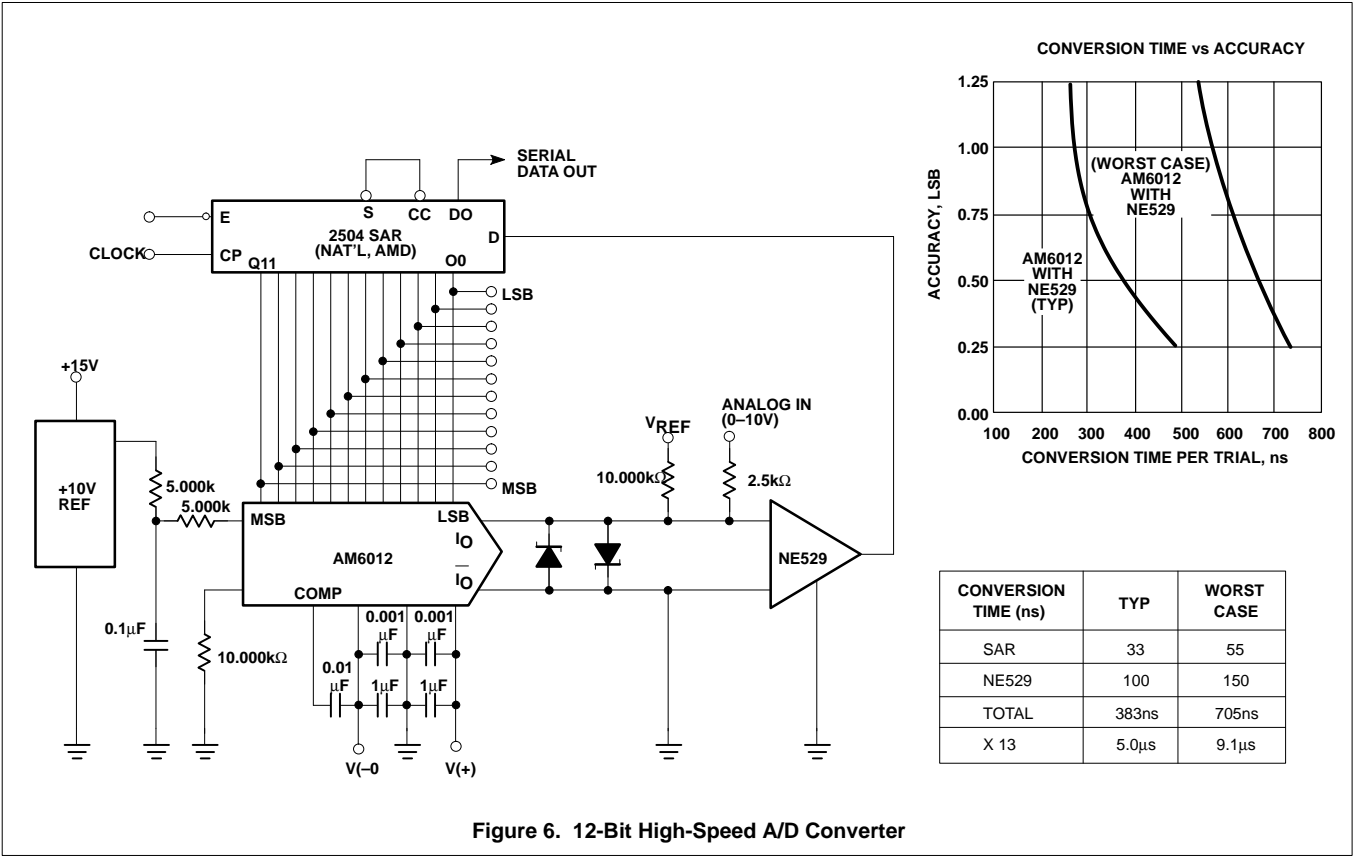 CONVERSION TIME vs ACCURACY
1.25
1.00
0.75
0.50
0.25
0.00
ACCURACY, LSB
100 200 300 400 500 600 700 800
CONVERSION TIME PER TRIAL, ns
(WORST CASE)
AM6012
WITH
NE529
AM6012
WITH
NE529
(TYP)
SERIAL
DATA OUT
E
S
CC
DO
D
2504 SAR
(NAT'L, AMD)
CLOCK
CP
Q11
O0
LSB
MSB
+15V
+10V
REF
5.000k
5.000k
0.1μF
10.000kΩ
MSB
LSB
IO
IO
AM6012
COMP
0.001
μF
0.001
μF
0.01
μF
1μF
1μF
V(–0
V(+)
VREF
10.000kΩ
ANALOG IN
(0–10V)
2.5kΩ
NE529
CONVERSION
TIME (ns)
TYP
WORST
CASE
SAR 33 55
NE529 100 150
TOTAL 383ns 705ns
X 13 5.0μs 9.1μs
Figure 6. 12-Bit High-Speed A/D Converter